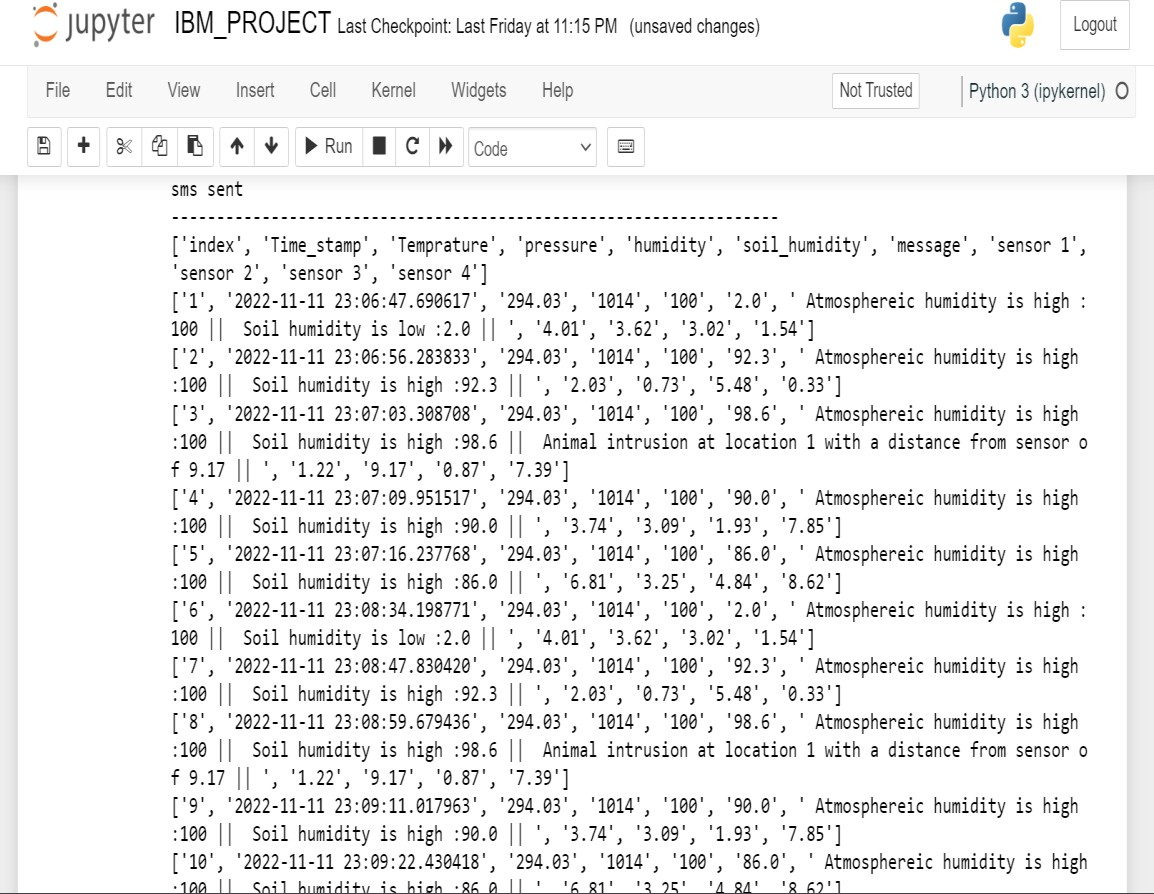 jupyter IBM_PROJECT Last Checkpoint: Last Friday at 11:15 PM (unsaved changes) Logout
File Edit View Insert Cell Kernel Widgets Help Not Trusted Python 3 (ipykernel)
Run Code
sms sent
-------------------------------------------------------------------
['index', 'Time_stamp', 'Temprature', 'pressure', 'humidity', 'soil_humidity', 'message', 'sensor 1',
'sensor 2', 'sensor 3', 'sensor 4']
['1', '2022-11-11 23:06:47.690617', '294.03', '1014', '100', '2.0', ' Atmosphereic humidity is high :
100 ||  Soil humidity is low :2.0 || ', '4.01', '3.62', '3.02', '1.54']
['2', '2022-11-11 23:06:56.283833', '294.03', '1014', '100', '92.3', ' Atmosphereic humidity is high
:100 ||  Soil humidity is high :92.3 || ', '2.03', '0.73', '5.48', '0.33']
['3', '2022-11-11 23:07:03.308708', '294.03', '1014', '100', '98.6', ' Atmosphereic humidity is high
:100 ||  Soil humidity is high :98.6 ||  Animal intrusion at location 1 with a distance from sensor o
f 9.17 || ', '1.22', '9.17', '0.87', '7.39']
['4', '2022-11-11 23:07:09.951517', '294.03', '1014', '100', '90.0', ' Atmosphereic humidity is high
:100 ||  Soil humidity is high :90.0 || ', '3.74', '3.09', '1.93', '7.85']
['5', '2022-11-11 23:07:16.237768', '294.03', '1014', '100', '86.0', ' Atmosphereic humidity is high
:100 ||  Soil humidity is high :86.0 || ', '6.81', '3.25', '4.84', '8.62']
['6', '2022-11-11 23:08:34.198771', '294.03', '1014', '100', '2.0', ' Atmosphereic humidity is high :
100 ||  Soil humidity is low :2.0 || ', '4.01', '3.62', '3.02', '1.54']
['7', '2022-11-11 23:08:47.830420', '294.03', '1014', '100', '92.3', ' Atmosphereic humidity is high
:100 ||  Soil humidity is high :92.3 || ', '2.03', '0.73', '5.48', '0.33']
['8', '2022-11-11 23:08:59.679436', '294.03', '1014', '100', '98.6', ' Atmosphereic humidity is high
:100 ||  Soil humidity is high :98.6 ||  Animal intrusion at location 1 with a distance from sensor o
f 9.17 || ', '1.22', '9.17', '0.87', '7.39']
['9', '2022-11-11 23:09:11.017963', '294.03', '1014', '100', '90.0', ' Atmosphereic humidity is high
:100 ||  Soil humidity is high :90.0 || ', '3.74', '3.09', '1.93', '7.85']
['10', '2022-11-11 23:09:22.430418', '294.03', '1014', '100', '86.0', ' Atmosphereic humidity is high
:100 ||  Soil humidity is high :86.0 || ', '6.81', '3.25', '4.84', '8.62']